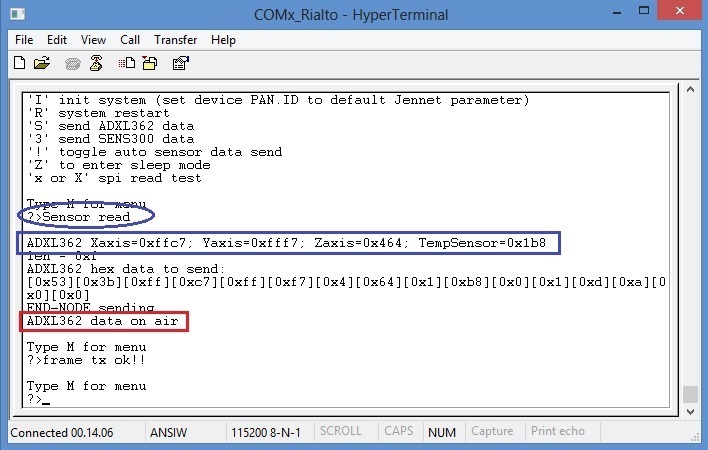 COMx_Rialto - HyperTerminal
File Edit View Call Transfer Help
'I' init system (set device PAN.ID to default Jennet parameter)
'R' system restart
'S' send ADXL362 data
'3' send SENS300 data
'!' toggle auto sensor data send
'Z' to enter sleep mode
'x or X' spi read test
Type M for menu
?>Sensor read
ADXL362 Xaxis=0xffc7; Yaxis=0xfff7; Zaxis=0x464; TempSensor=0x1b8
len - 0xf
ADXL362 hex data to send:
[0x53][0x3b][0xff][0xc7][0xff][0xf7][0x4][0x64][0x1][0xb8][0x0][0x1][0xd][0xa][0
x0][0x0]
END-NODE sending
ADXL362 data on air
Type M for menu
?>frame tx ok!!
Type M for menu
?>_
Connected 00.14.06 ANSIW 115200 8-N-1 SCROLL CAPS NUM Capture Print echo